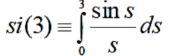 si(3) ≡ ∫₀³ (sin s / s) ds